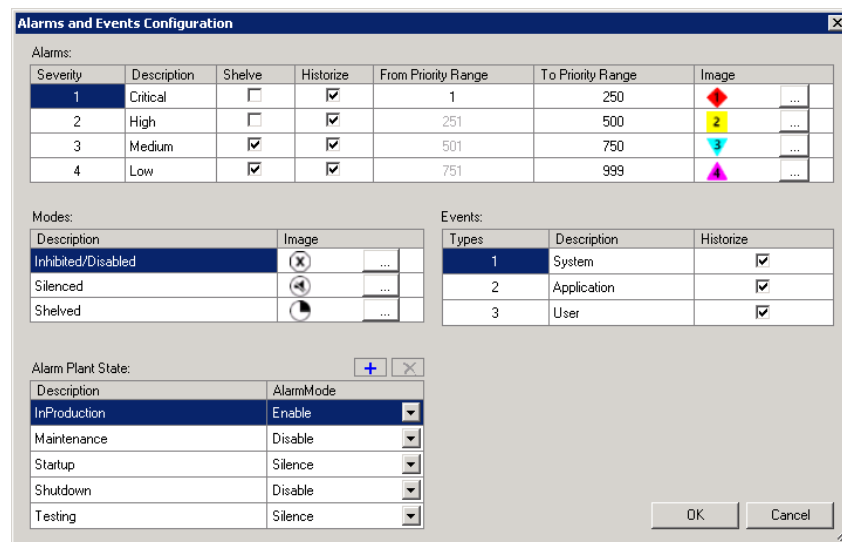 Alarms and Events Configuration
Alarms:
Severity Description Shelve Historize From Priority Range To Priority Range Image
1 Critical 1 250 1 ...
2 High 251 500 2 ...
3 Medium 501 750 3 ...
4 Low 751 999 4 ...
Modes:
Description Image
Inhibited/Disabled X ...
Silenced ...
Shelved ...
Events:
Types Description Historize
1 System
2 Application
3 User
Alarm Plant State:
Description AlarmMode
InProduction Enable
Maintenance Disable
Startup Silence
Shutdown Disable
Testing Silence
OK Cancel